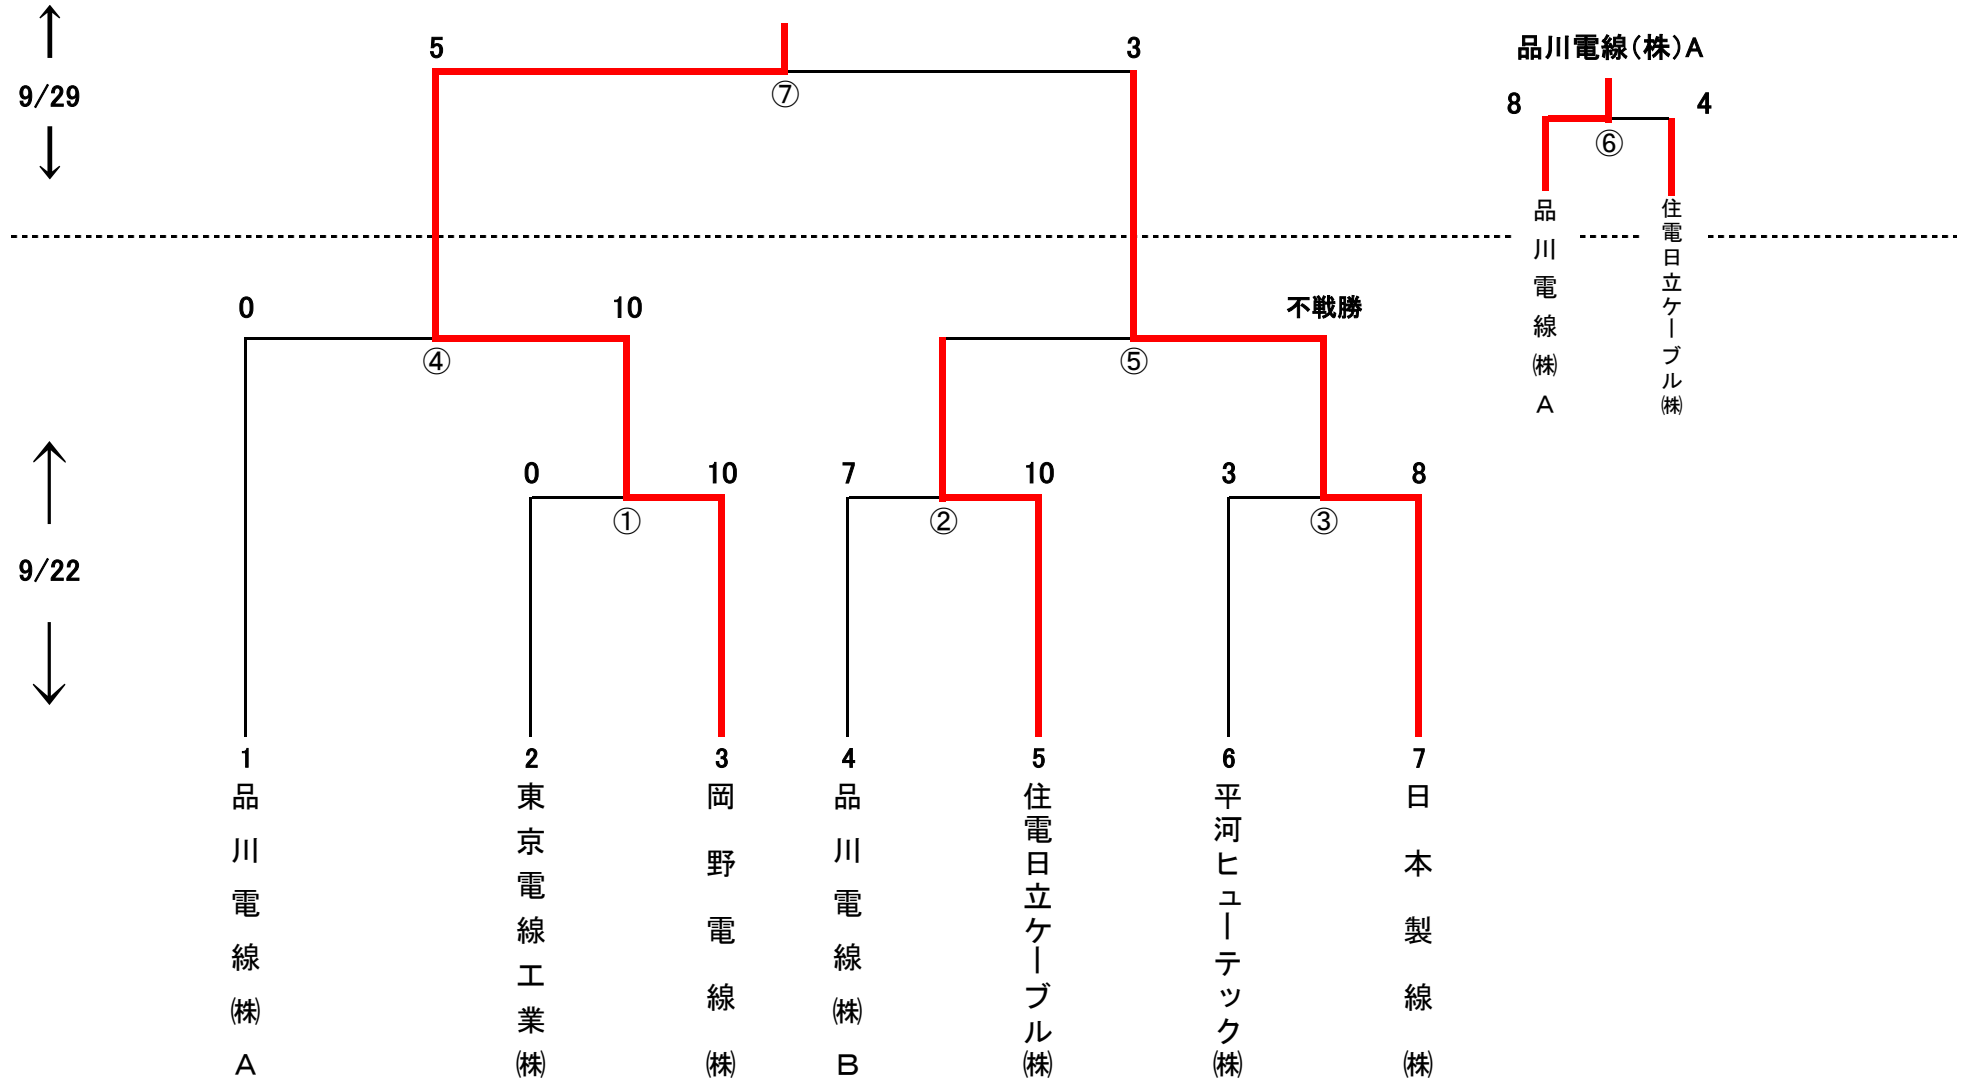 5
3
品川電線(株)A
9/29
⑦
8
4
⑥
品川電線㈱A
住電日立ケーブル㈱
0
10
不戦勝
④
⑤
0
10
7
10
3
8
①
②
③
9/22
1
2
3
4
5
6
7
品川電線㈱A
東京電線工業㈱
岡野電線㈱
品川電線㈱B
住電日立ケーブル㈱
平河ヒューテック㈱
日本製線㈱